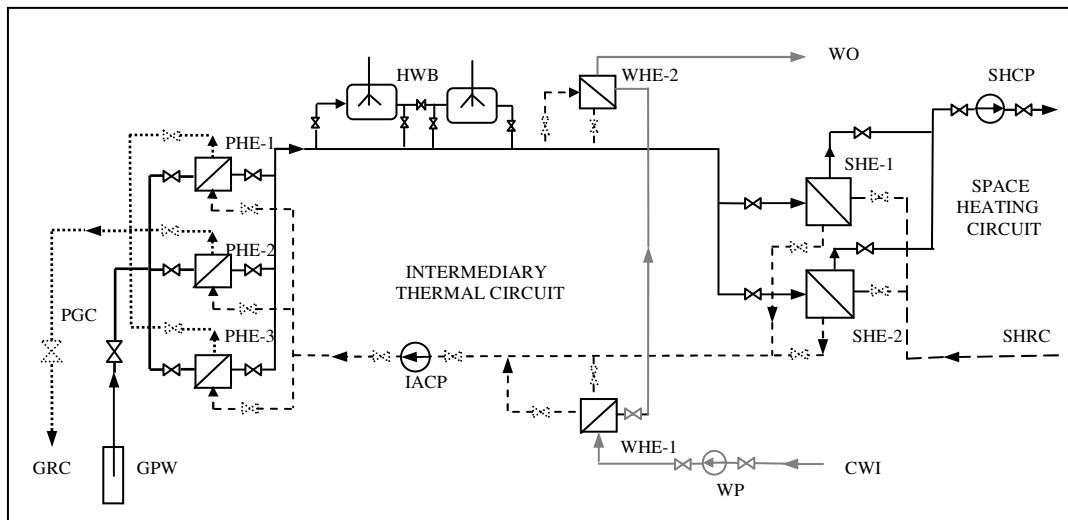 WO
HWB
WHE-2
SHCP
PHE-1
SHE-1
SPACE
HEATING
CIRCUIT
PHE-2
INTERMEDIARY
THERMAL CIRCUIT
PGC
PHE-3
SHE-2
SHRC
IACP
GRC
GPW
WHE-1
CWI
WP